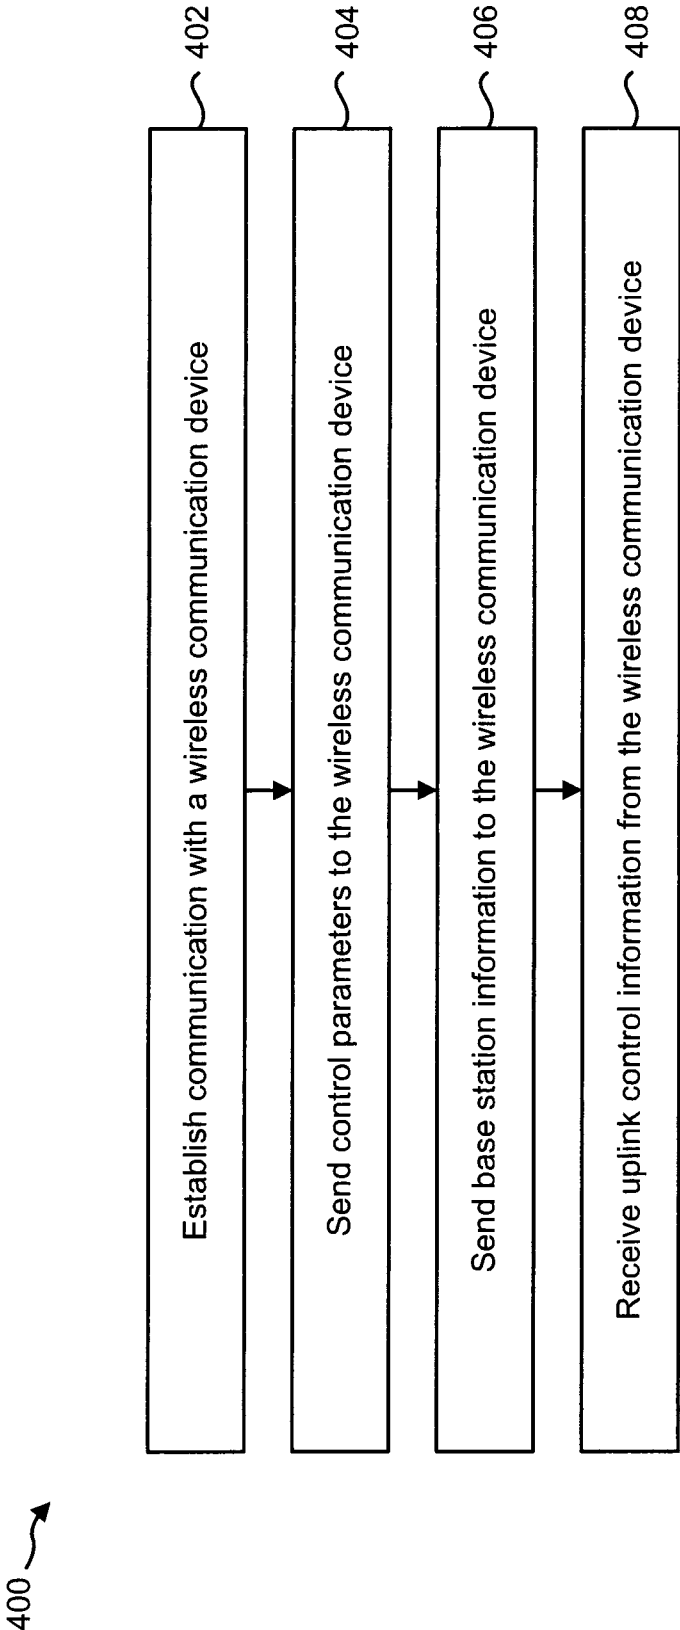 400
Establish communication with a wireless communication device
402
Send control parameters to the wireless communication device
404
Send base station information to the wireless communication device
406
Receive uplink control information from the wireless communication device
408